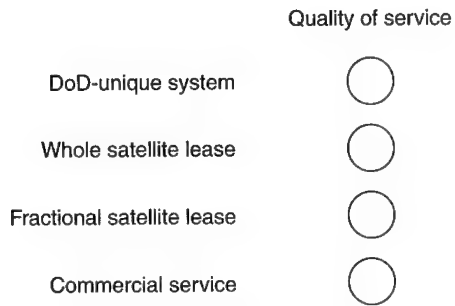 Quality of service
DoD-unique system
Whole satellite lease
Fractional satellite lease
Commercial service